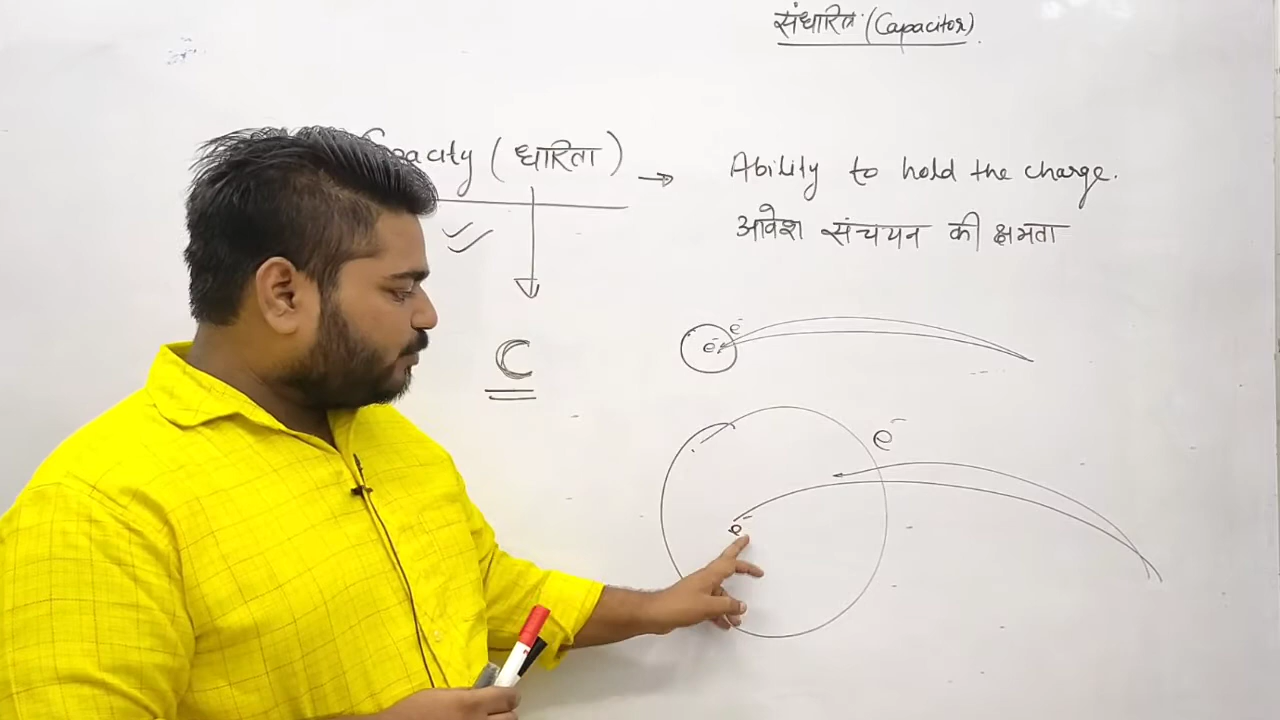 संधारित्र (Capacitor).
(धारिता) → Ability to hold the charge.
आवेश संचयन की क्षमता
C
e⁻
e⁻
e⁻
e⁻